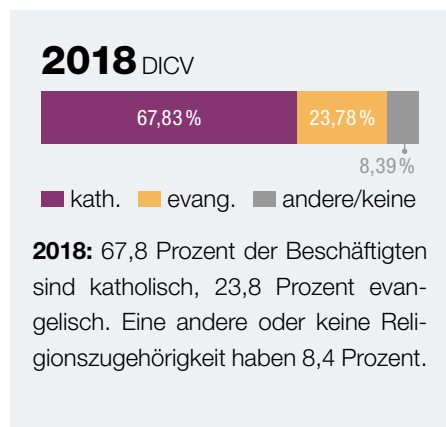 2018 DICV
67,83 % 23,78 %
8,39 %
kath. evang. andere/keine
2018: 67,8 Prozent der Beschäftigten
sind katholisch, 23,8 Prozent evan-
gelisch. Eine andere oder keine Reli-
gionszugehörigkeit haben 8,4 Prozent.